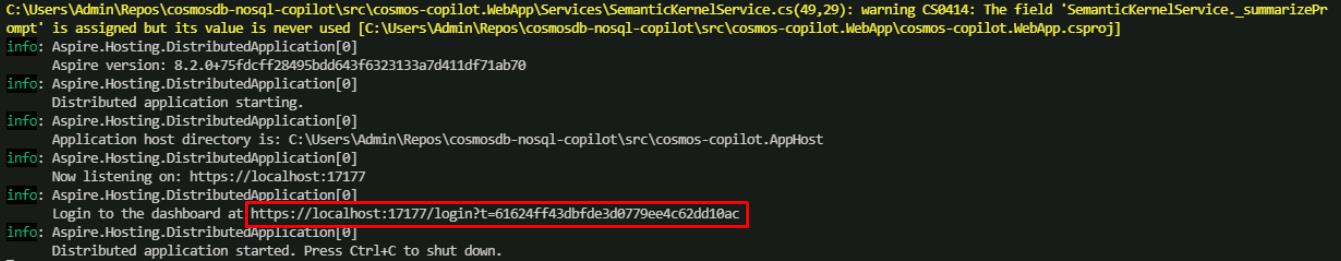 C:\Users\Admin\Repos\cosmosdb-nosql-copilot\src\cosmos-copilot.WebApp\Services\SemanticKernelService.cs(49,29): warning CS0414: The field 'SemanticKernelService._summarizePr
ompt' is assigned but its value is never used [C:\Users\Admin\Repos\cosmosdb-nosql-copilot\src\cosmos-copilot.WebApp\cosmos-copilot.WebApp.csproj]
info: Aspire.Hosting.DistributedApplication[0]
Aspire version: 8.2.0+75fdcff28495bdd643f6323133a7d411df71ab70
info: Aspire.Hosting.DistributedApplication[0]
Distributed application starting.
info: Aspire.Hosting.DistributedApplication[0]
Application host directory is: C:\Users\Admin\Repos\cosmosdb-nosql-copilot\src\cosmos-copilot.AppHost
info: Aspire.Hosting.DistributedApplication[0]
Now listening on: https://localhost:17177
info: Aspire.Hosting.DistributedApplication[0]
Login to the dashboard at https://localhost:17177/login?t=61624ff43dbfde3d0779ee4c62dd10ac
info: Aspire.Hosting.DistributedApplication[0]
Distributed application started. Press Ctrl+C to shut down.